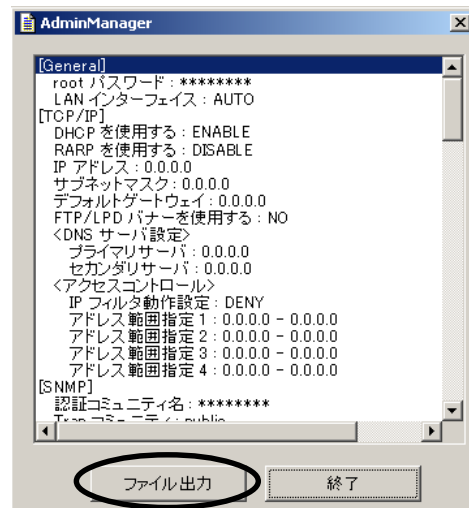 AdminManager
[General]
root パスワード : ********
LAN インターフェイス : AUTO
[TCP/IP]
DHCP を使用する : ENABLE
RARP を使用する : DISABLE
IP アドレス : 0.0.0.0
サブネットマスク : 0.0.0.0
デフォルトゲートウェイ : 0.0.0.0
FTP/LPD バナーを使用する : NO
<DNS サーバ設定>
プライマリサーバ : 0.0.0.0
セカンダリサーバ : 0.0.0.0
<アクセスコントロール>
IP フィルタ動作設定 : DENY
アドレス範囲指定 1 : 0.0.0.0 - 0.0.0.0
アドレス範囲指定 2 : 0.0.0.0 - 0.0.0.0
アドレス範囲指定 3 : 0.0.0.0 - 0.0.0.0
アドレス範囲指定 4 : 0.0.0.0 - 0.0.0.0
[SNMP]
認証コミュニティ名 : ********
Trap コミュニティ : public
ファイル出力
終了